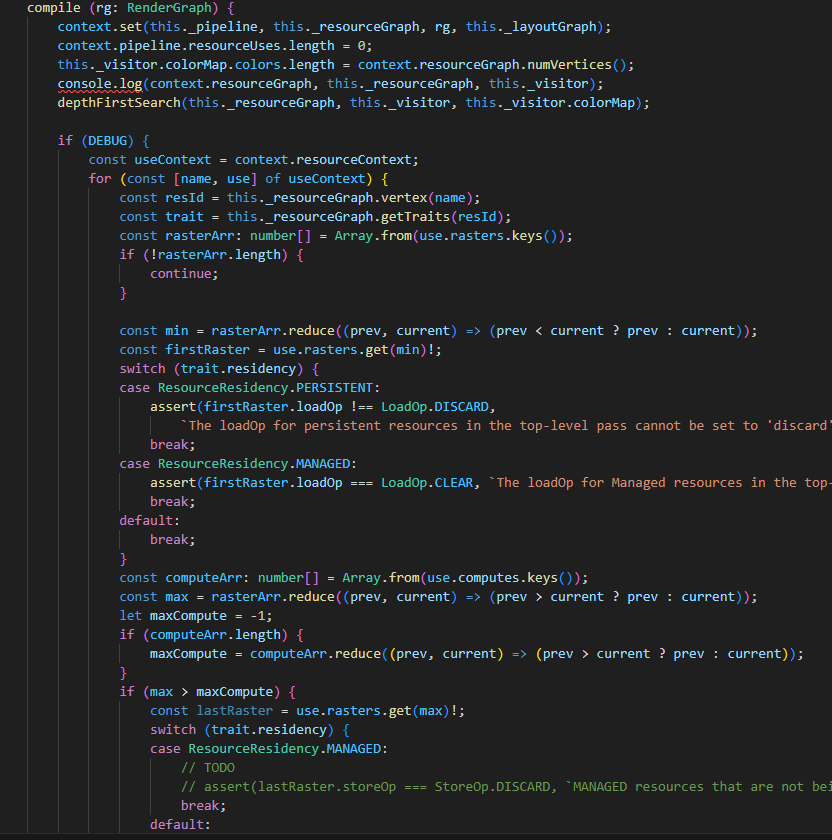 compile (rg: RenderGraph) {
context.set(this._pipeline, this._resourceGraph, rg, this._layoutGraph);
context.pipeline.resourceUses.length = 0;
this._visitor.colorMap.colors.length = context.resourceGraph.numVertices();
console.log(context.resourceGraph, this._resourceGraph, this._visitor);
depthFirstSearch(this._resourceGraph, this._visitor, this._visitor.colorMap);
if (DEBUG) {
const useContext = context.resourceContext;
for (const [name, use] of useContext) {
const resId = this._resourceGraph.vertex(name);
const trait = this._resourceGraph.getTraits(resId);
const rasterArr: number[] = Array.from(use.rasters.keys());
if (!rasterArr.length) {
continue;
}
const min = rasterArr.reduce((prev, current) => (prev < current ? prev : current));
const firstRaster = use.rasters.get(min)!;
switch (trait.residency) {
case ResourceResidency.PERSISTENT:
assert(firstRaster.loadOp !== LoadOp.DISCARD,
`The loadOp for persistent resources in the top-level pass cannot be set to 'discard'
break;
case ResourceResidency.MANAGED:
assert(firstRaster.loadOp === LoadOp.CLEAR, `The loadOp for Managed resources in the top-
break;
default:
break;
}
const computeArr: number[] = Array.from(use.computes.keys());
const max = rasterArr.reduce((prev, current) => (prev > current ? prev : current));
let maxCompute = -1;
if (computeArr.length) {
maxCompute = computeArr.reduce((prev, current) => (prev > current ? prev : current));
}
if (max > maxCompute) {
const lastRaster = use.rasters.get(max)!;
switch (trait.residency) {
case ResourceResidency.MANAGED:
// TODO
// assert(lastRaster.storeOp === StoreOp.DISCARD, `MANAGED resources that are not bei
break;
default: